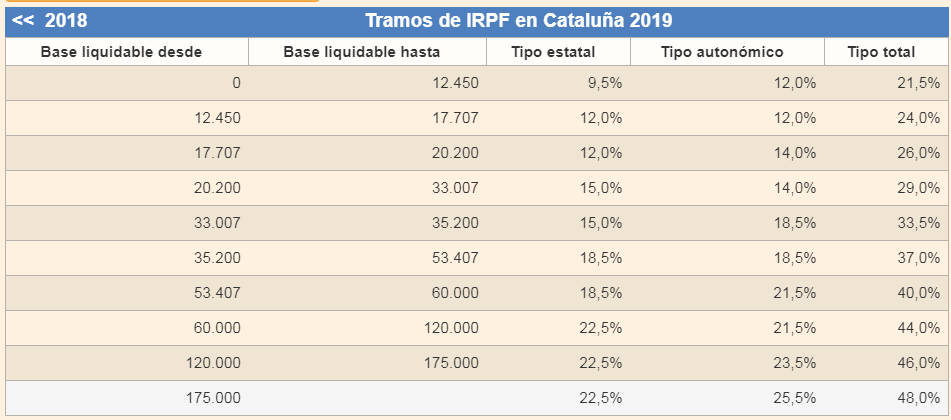 << 2018 Tramos de IRPF en Cataluña 2019
Base liquidable desde Base liquidable hasta Tipo estatal Tipo autonómico Tipo total
0 12.450 9,5% 12,0% 21,5%
12.450 17.707 12,0% 12,0% 24,0%
17.707 20.200 12,0% 14,0% 26,0%
20.200 33.007 15,0% 14,0% 29,0%
33.007 35.200 15,0% 18,5% 33,5%
35.200 53.407 18,5% 18,5% 37,0%
53.407 60.000 18,5% 21,5% 40,0%
60.000 120.000 22,5% 21,5% 44,0%
120.000 175.000 22,5% 23,5% 46,0%
175.000 22,5% 25,5% 48,0%